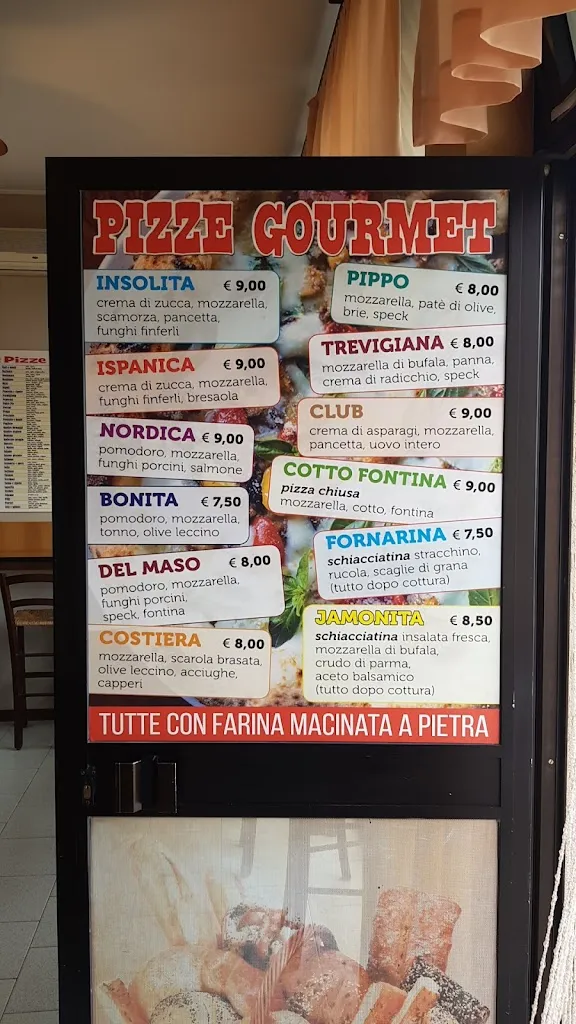 PIZZE GOURMET
INSOLITA € 9,00
crema di zucca, mozzarella,
scamorza, pancetta,
funghi finferli
ISPANICA € 9,00
crema di zucca, mozzarella,
funghi finferli, bresaola
NORDICA € 9,00
pomodoro, mozzarella,
funghi porcini, salmone
BONITA € 7,50
pomodoro, mozzarella,
tonno, olive leccino
DEL MASO € 8,00
pomodoro, mozzarella,
funghi porcini,
speck, fontina
COSTIERA € 8,00
mozzarella, scarola brasata,
olive leccino, acciughe,
capperi
PIPPO € 8,00
mozzarella, patè di olive,
brie, speck
TREVIGIANA € 8,00
mozzarella di bufala, panna,
crema di radicchio, speck
CLUB € 9,00
crema di asparagi, mozzarella,
pancetta, uovo intero
COTTO FONTINA € 9,00
pizza chiusa
mozzarella, cotto, fontina
FORNARINA € 7,50
schiacciatina stracchino,
rucola, scaglie di grana
(tutto dopo cottura)
JAMONITA € 8,50
schiacciatina insalata fresca,
mozzarella di bufala,
crudo di parma,
aceto balsamico
(tutto dopo cottura)
TUTTE CON FARINA MACINATA A PIETRA
Pizze